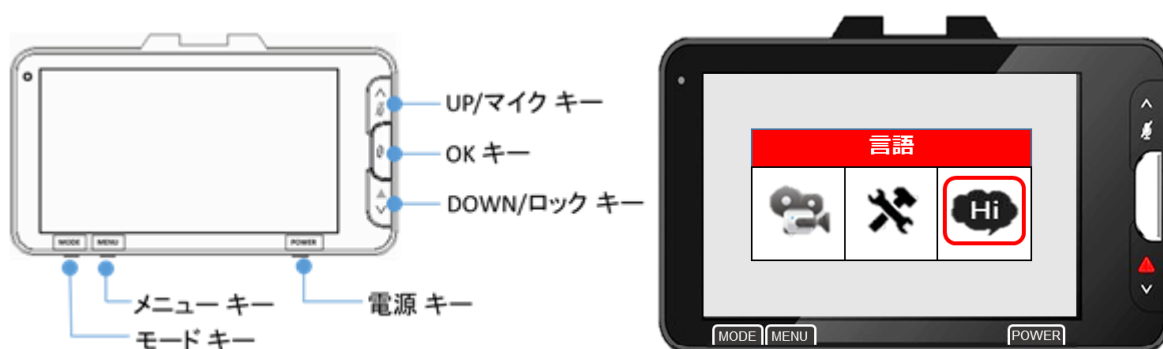 UP/マイク キー
OK キー
DOWN/ロック キー
MODE MENU POWER
メニュー キー
電源 キー
モード キー
言語
Hi
MODE MENU POWER